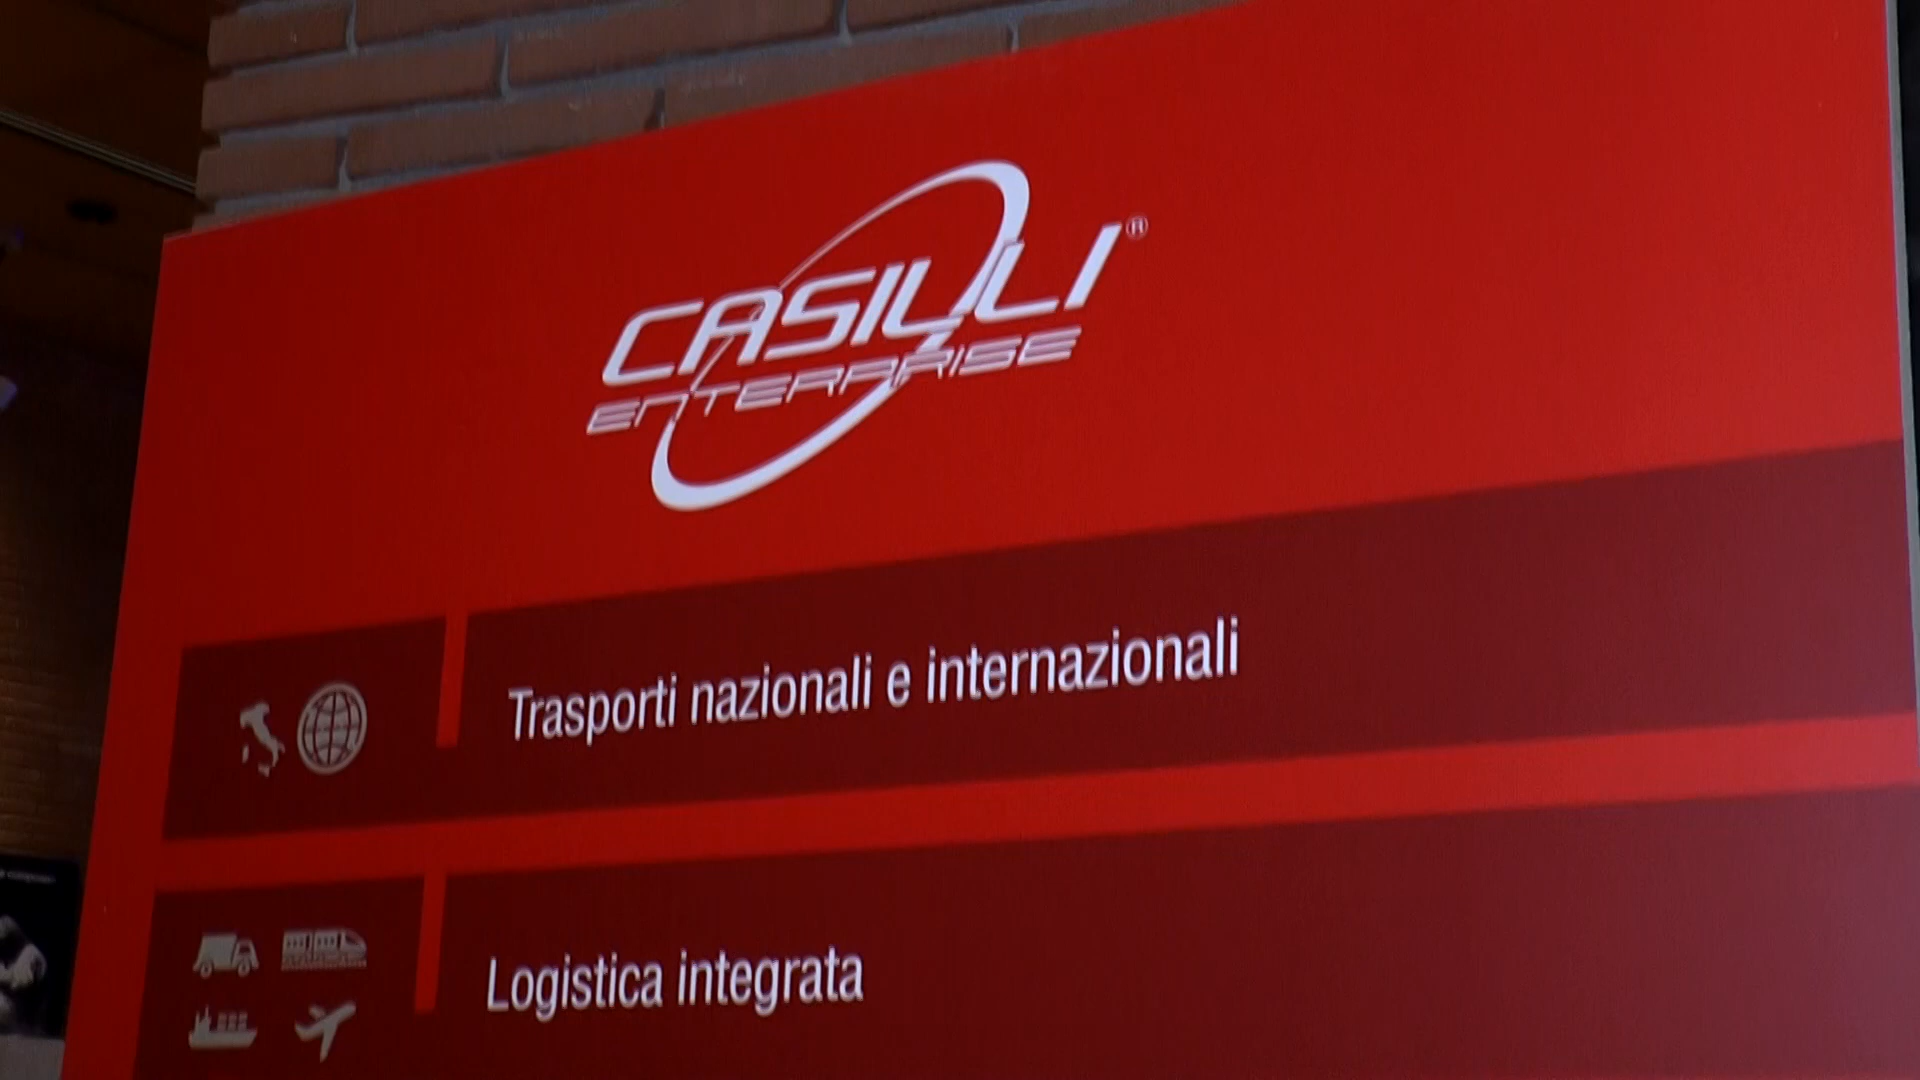 CASILLI®
ENTERPRISE
Trasporti nazionali e internazionali
Logistica integrata